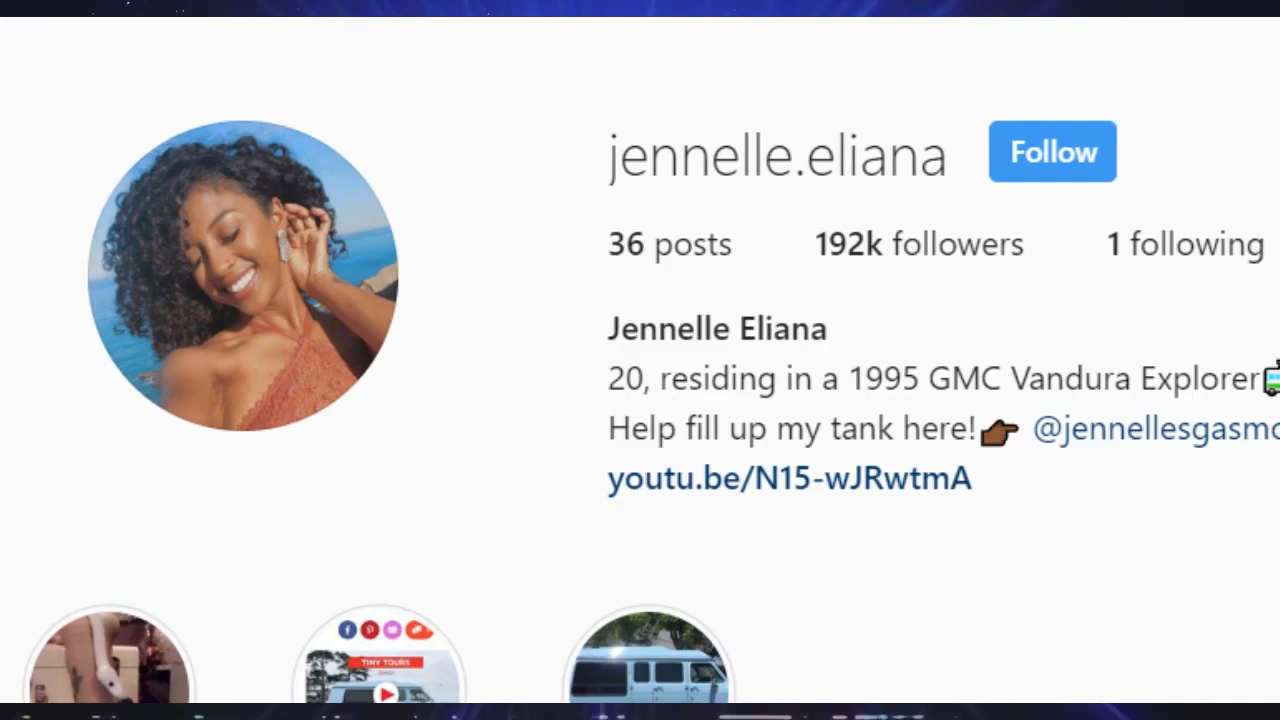 jennelle.eliana Follow
36 posts 192k followers 1 following
Jennelle Eliana
20, residing in a 1995 GMC Vandura Explorer
Help fill up my tank here! @jennellesgasmo
youtu.be/N15-wJRwtmA
TINY TOURS